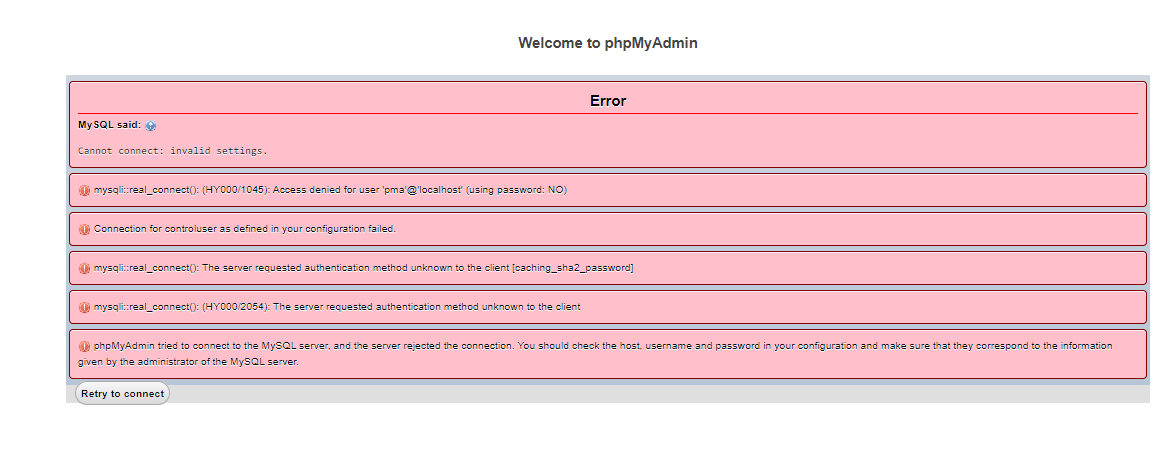 Welcome to phpMyAdmin
Error
MySQL said:
Cannot connect: invalid settings.
mysqli::real_connect(): (HY000/1045): Access denied for user 'pma'@'localhost' (using password: NO)
Connection for controluser as defined in your configuration failed.
mysqli::real_connect(): The server requested authentication method unknown to the client [caching_sha2_password]
mysqli::real_connect(): (HY000/2054): The server requested authentication method unknown to the client
phpMyAdmin tried to connect to the MySQL server, and the server rejected the connection. You should check the host, username and password in your configuration and make sure that they correspond to the information
given by the administrator of the MySQL server.
Retry to connect